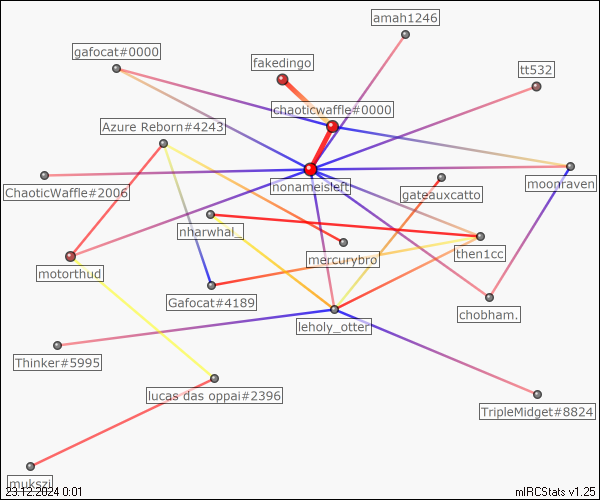 amah1246
gafocat#0000
fakedingo
tt532
chaoticwaffle#0000
Azure Reborn#4243
nonameisleft
moonraven
ChaoticWaffle#2006
gateauxcatto
nharwhal_
mercurybro
then1cc
motorthud
Gafocat#4189
chobham.
leholy_otter
Thinker#5995
lucas das oppai#2396
TripleMidget#8824
mukszi
23.12.2024 0:01
mIRCStats v1.25